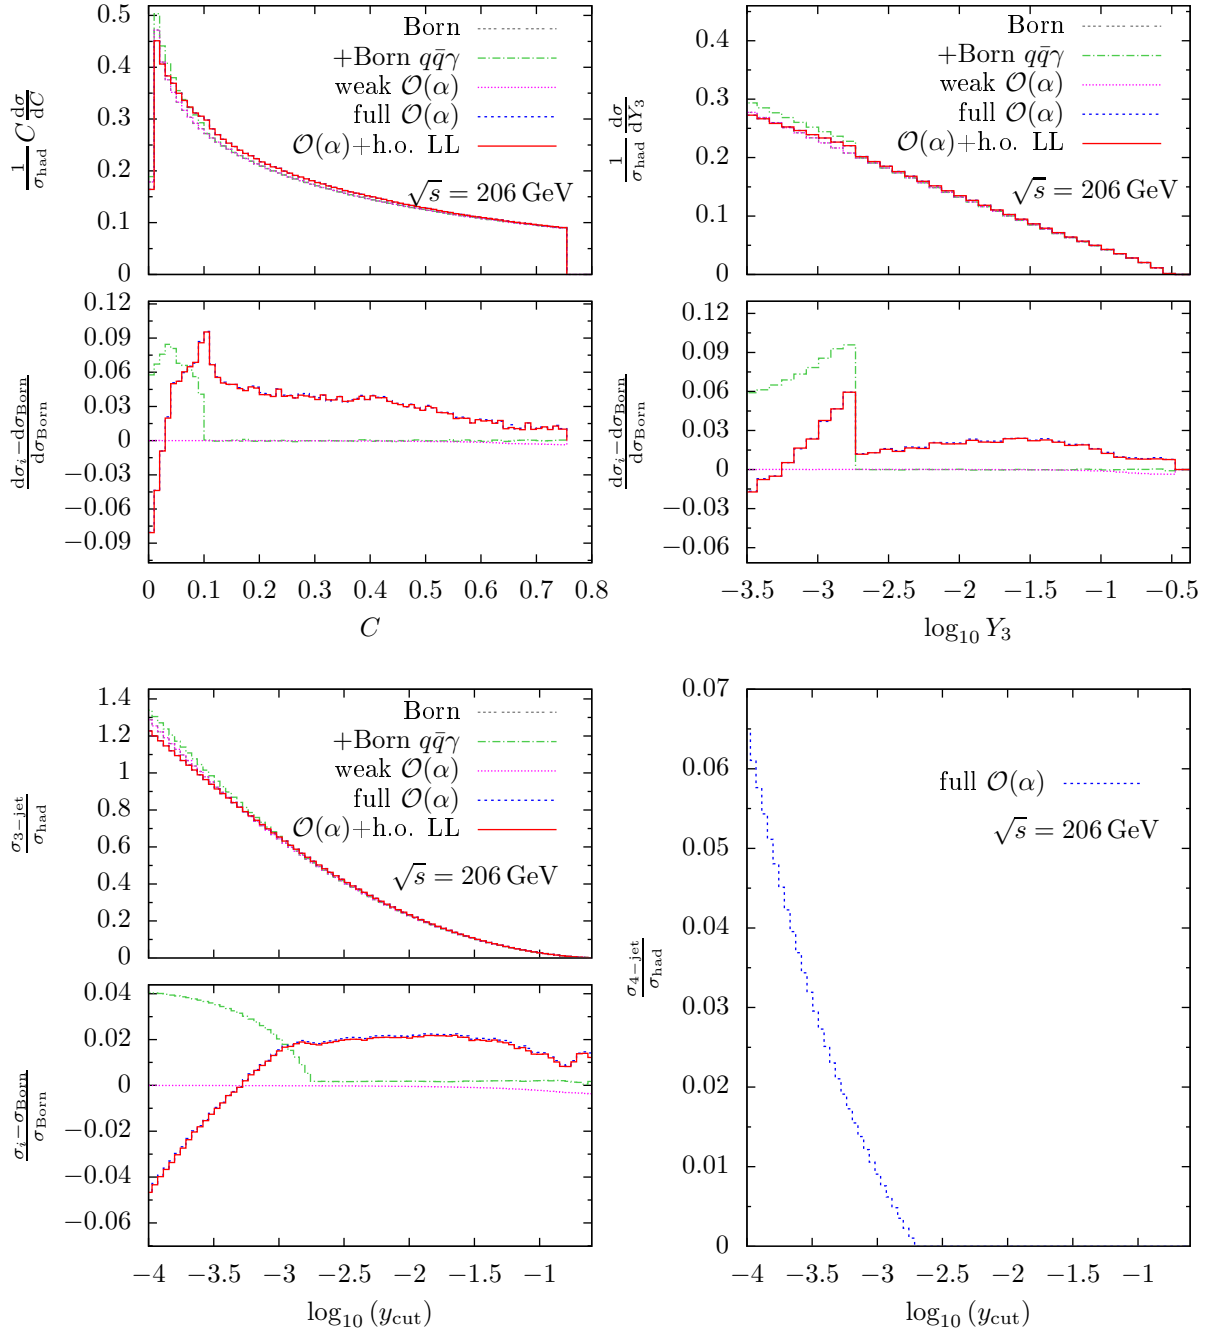 1/σ_had C dσ/dC
0.5
0.4
0.3
0.2
0.1
0
Born
+Born qq̄γ
weak 𝒪(α)
full 𝒪(α)
𝒪(α)+h.o. LL
√s = 206 GeV
dσ_i−dσ_Born/dσ_Born
0.12
0.09
0.06
0.03
0
−0.03
−0.06
−0.09
0 0.1 0.2 0.3 0.4 0.5 0.6 0.7 0.8
C
1/σ_had dσ/dY_3
0.4
0.3
0.2
0.1
0
Born
+Born qq̄γ
weak 𝒪(α)
full 𝒪(α)
𝒪(α)+h.o. LL
√s = 206 GeV
dσ_i−dσ_Born/dσ_Born
0.12
0.09
0.06
0.03
0
−0.03
−0.06
−3.5 −3 −2.5 −2 −1.5 −1 −0.5
log_10 Y_3
σ_3−jet/σ_had
1.4
1.2
1
0.8
0.6
0.4
0.2
0
Born
+Born qq̄γ
weak 𝒪(α)
full 𝒪(α)
𝒪(α)+h.o. LL
√s = 206 GeV
σ_i−σ_Born/σ_Born
0.04
0.02
0
−0.02
−0.04
−0.06
−4 −3.5 −3 −2.5 −2 −1.5 −1
log_10 (y_cut)
σ_4−jet/σ_had
0.07
0.06
0.05
0.04
0.03
0.02
0.01
0
full 𝒪(α)
√s = 206 GeV
−4 −3.5 −3 −2.5 −2 −1.5 −1
log_10 (y_cut)